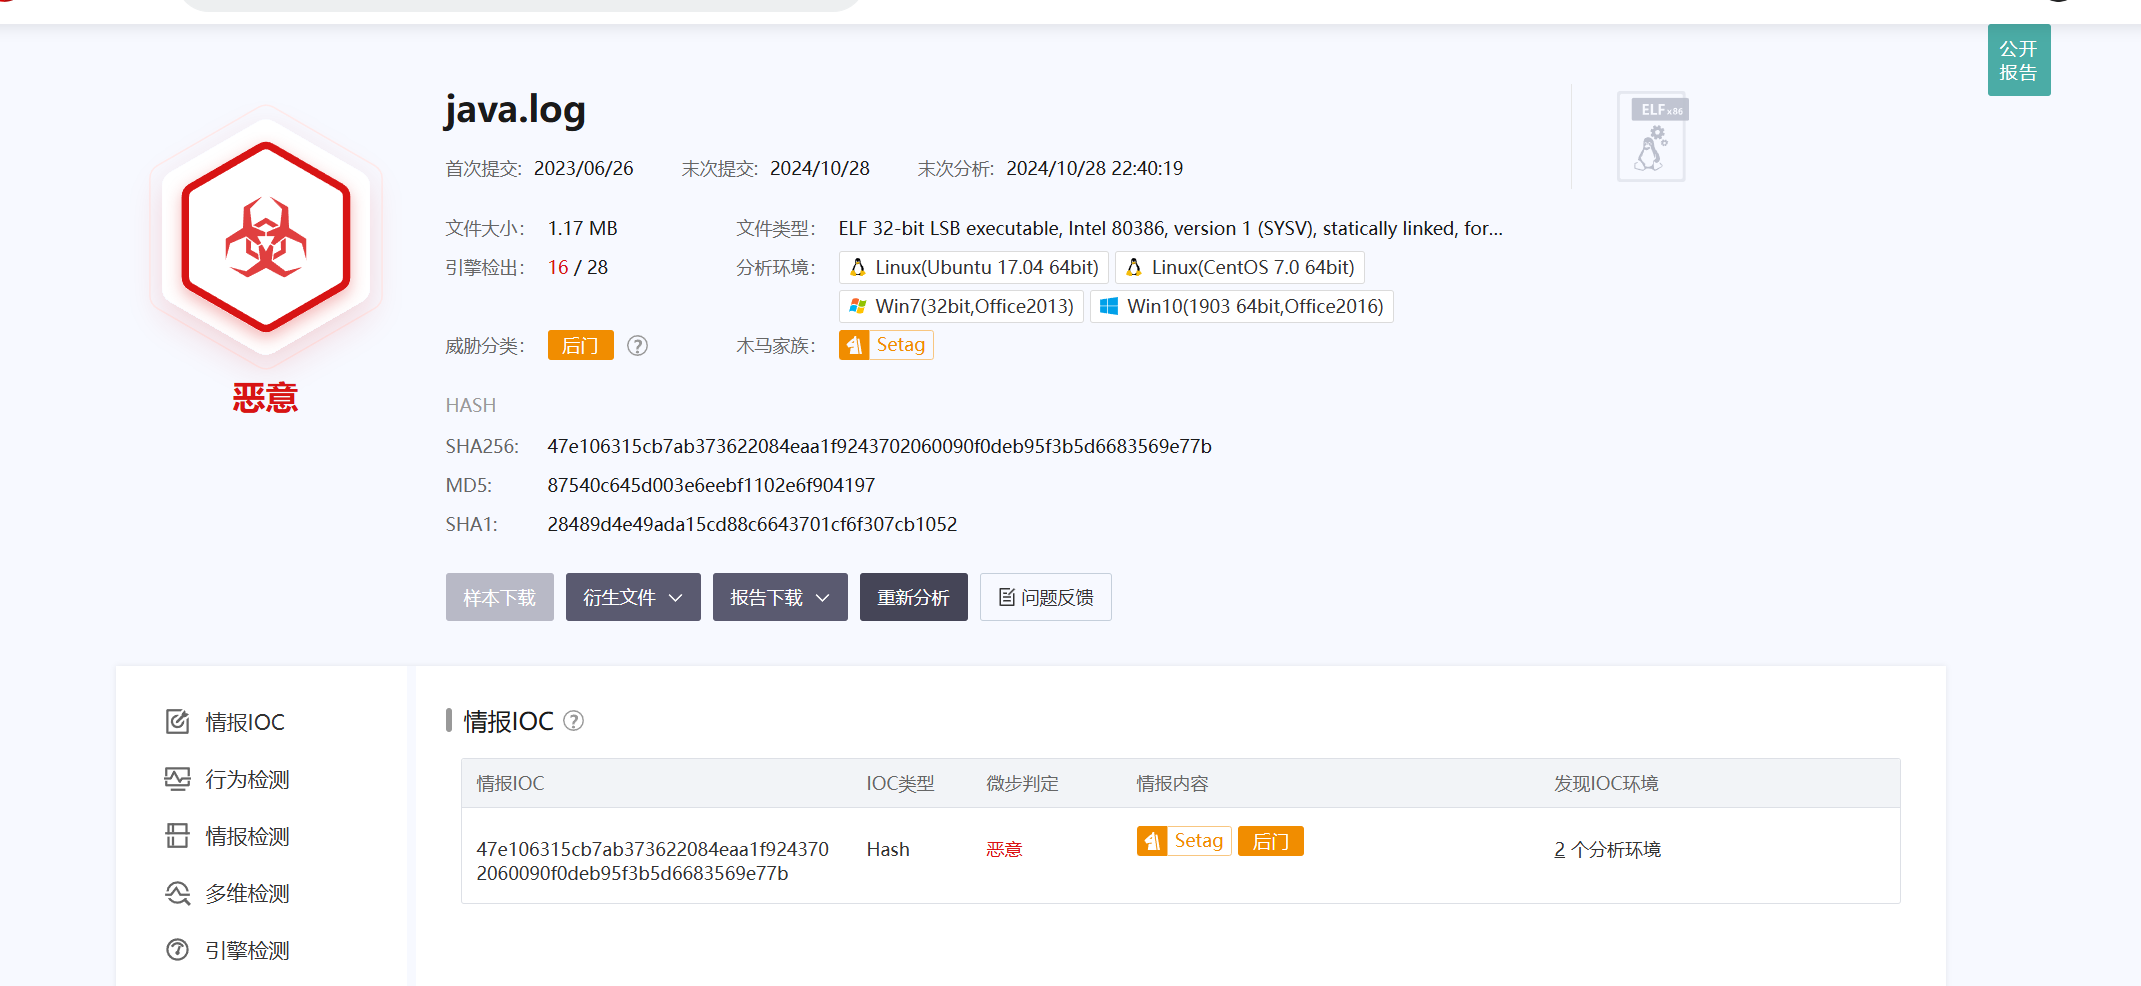 公开
报告
java.log
ELF x86
首次提交: 2023/06/26 末次提交: 2024/10/28 末次分析: 2024/10/28 22:40:19
文件大小: 1.17 MB 文件类型: ELF 32-bit LSB executable, Intel 80386, version 1 (SYSV), statically linked, for...
引擎检出: 16 / 28 分析环境: Linux(Ubuntu 17.04 64bit) Linux(CentOS 7.0 64bit)
Win7(32bit,Office2013) Win10(1903 64bit,Office2016)
威胁分类: 后门 ? 木马家族: Setag
恶意
HASH
SHA256: 47e106315cb7ab373622084eaa1f9243702060090f0deb95f3b5d6683569e77b
MD5: 87540c645d003e6eebf1102e6f904197
SHA1: 28489d4e49ada15cd88c6643701cf6f307cb1052
样本下载 衍生文件 报告下载 重新分析 问题反馈
情报IOC
行为检测
情报检测
多维检测
引擎检测
情报IOC ?
情报IOC IOC类型 微步判定 情报内容 发现IOC环境
47e106315cb7ab373622084eaa1f924370
2060090f0deb95f3b5d6683569e77b Hash 恶意 Setag 后门 2 个分析环境